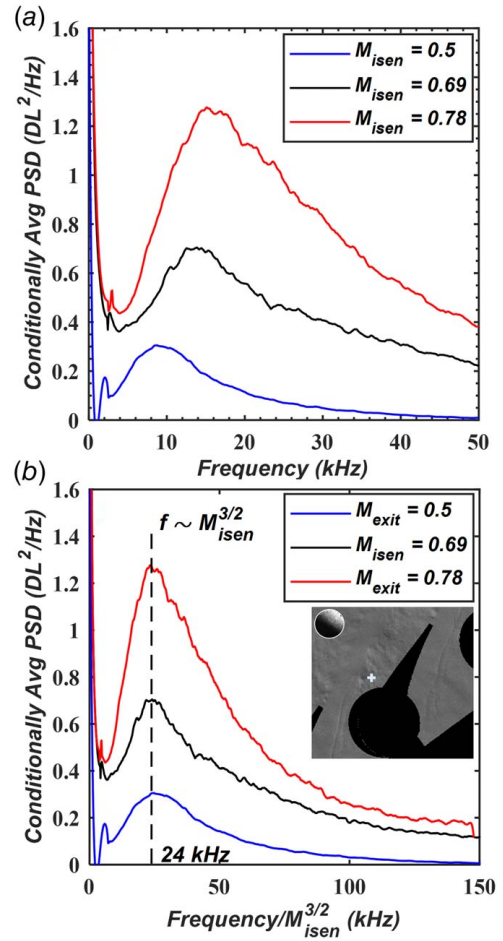 (a)
1.6
1.4
1.2
1
0.8
0.6
0.4
0.2
0
Conditionally Avg PSD (DL²/Hz)
M_isen = 0.5
M_isen = 0.69
M_isen = 0.78
0 10 20 30 40 50
Frequency (kHz)
(b)
1.6
1.4
1.2
1
0.8
0.6
0.4
0.2
0
Conditionally Avg PSD (DL²/Hz)
f ~ M_isen^3/2
M_exit = 0.5
M_isen = 0.69
M_exit = 0.78
24 kHz
0 50 100 150
Frequency/M_isen^3/2 (kHz)